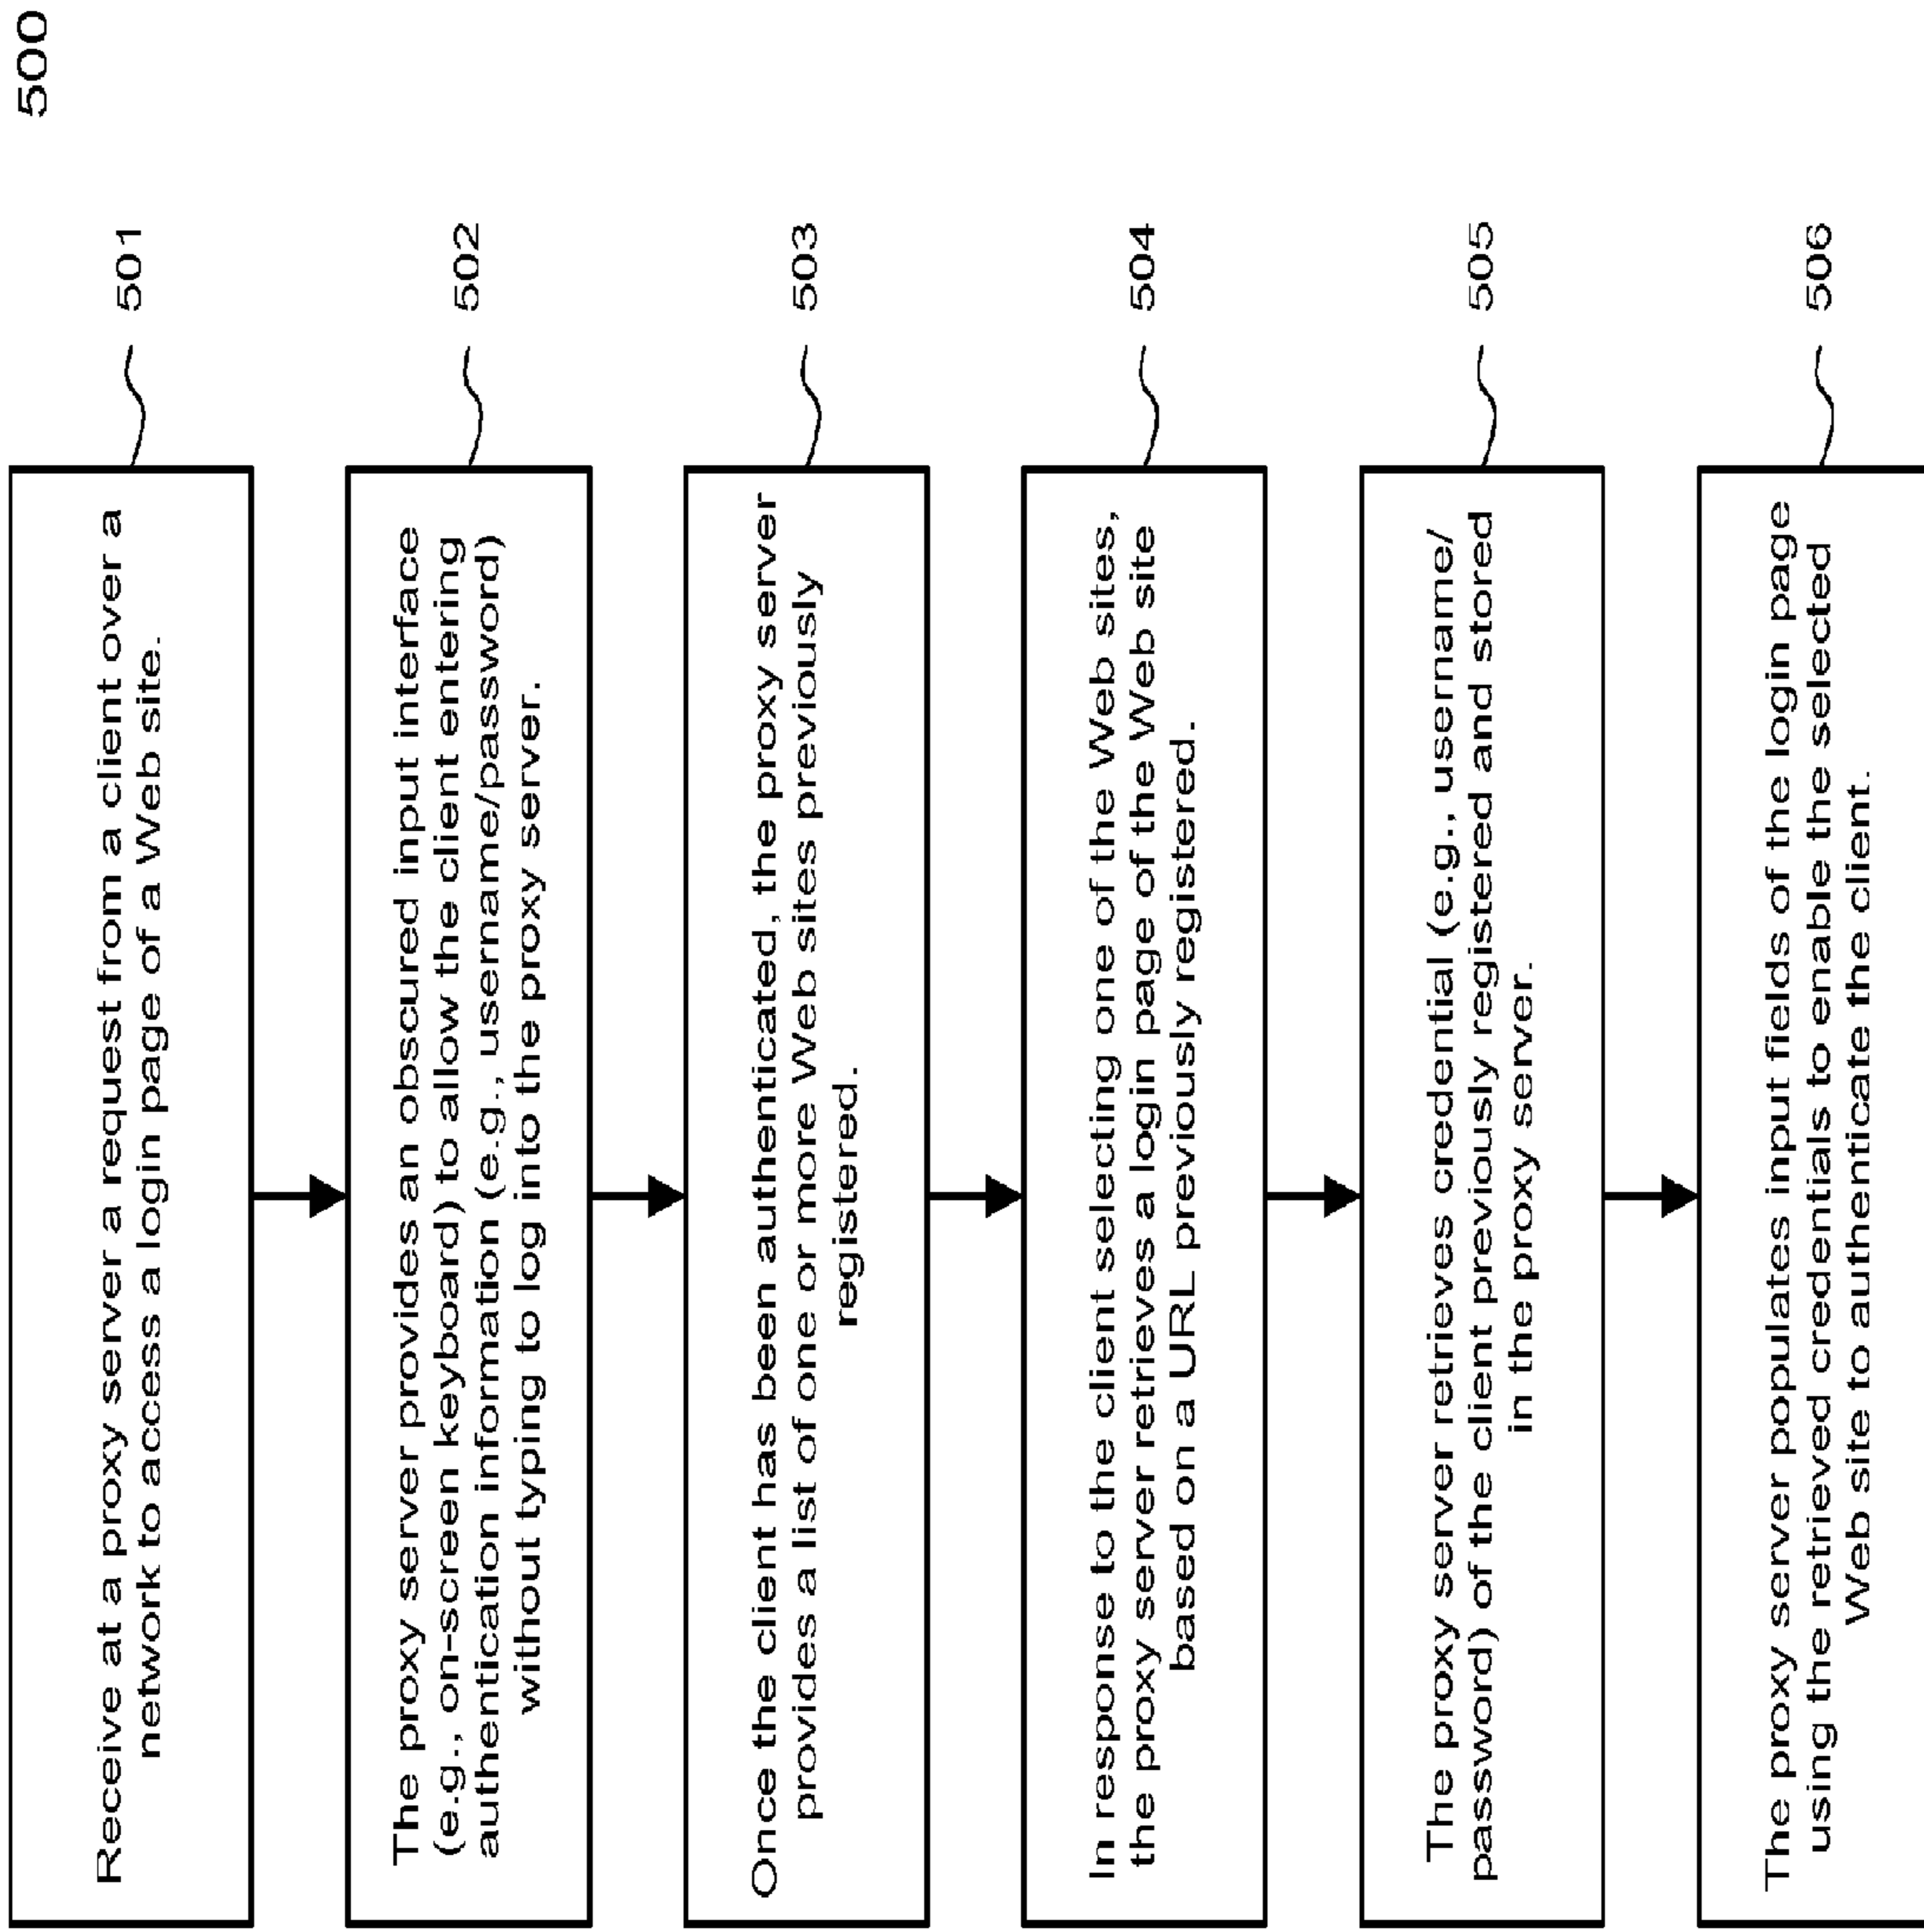 500
Receive at a proxy server a request from a client over a
network to access a login page of a Web site.
501
The proxy server provides an obscured input interface
(e.g., on-screen keyboard) to allow the client entering
authentication information (e.g., username/password)
without typing to log into the proxy server.
502
Once the client has been authenticated, the proxy server
provides a list of one or more Web sites previously
registered.
503
In response to the client selecting one of the Web sites,
the proxy server retrieves a login page of the Web site
based on a URL previously registered.
504
The proxy server retrieves credential (e.g., username/
password) of the client previously registered and stored
in the proxy server.
505
The proxy server populates input fields of the login page
using the retrieved credentials to enable the selected
Web site to authenticate the client.
506